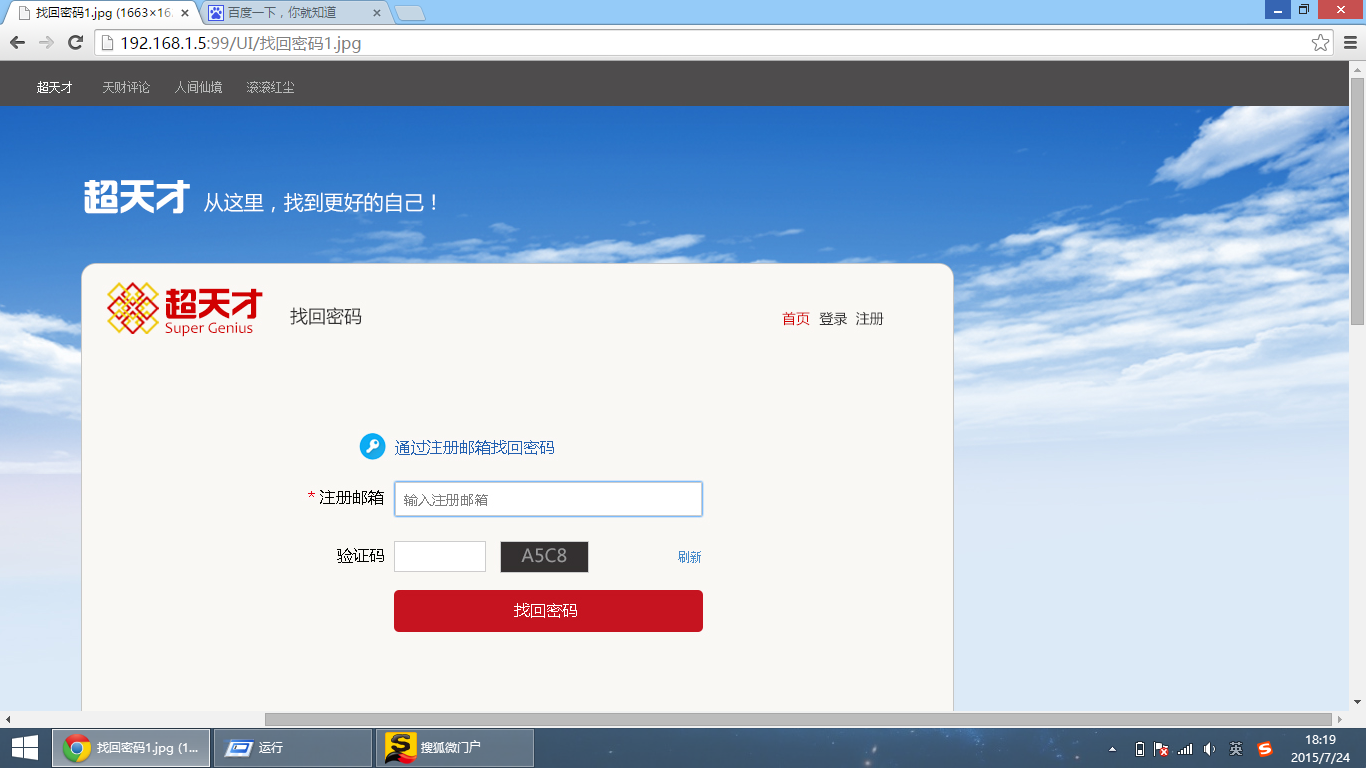 找回密码1.jpg (1663×16
百度一下，你就知道
192.168.1.5:99/UI/找回密码1.jpg
超天才 天财评论 人间仙境 滚滚红尘
超天才 从这里，找到更好的自己！
超天才 Super Genius 找回密码 首页 登录 注册
通过注册邮箱找回密码
* 注册邮箱 输入注册邮箱
验证码 A5C8 刷新
找回密码
找回密码1.jpg (1... 运行 搜狐微门户 英 18:19
2015/7/24